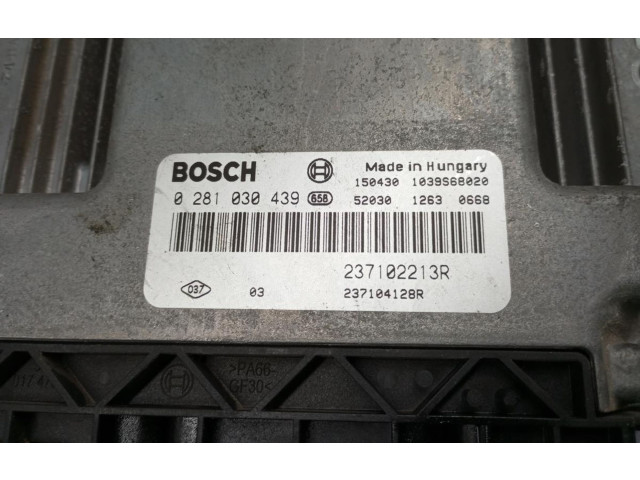 BOSCH Made in Hungary
150430 1039S68020
0 281 030 439 658 52030 1263 0668
237102213R
037 03 237104128R
>PA66-
GF30<